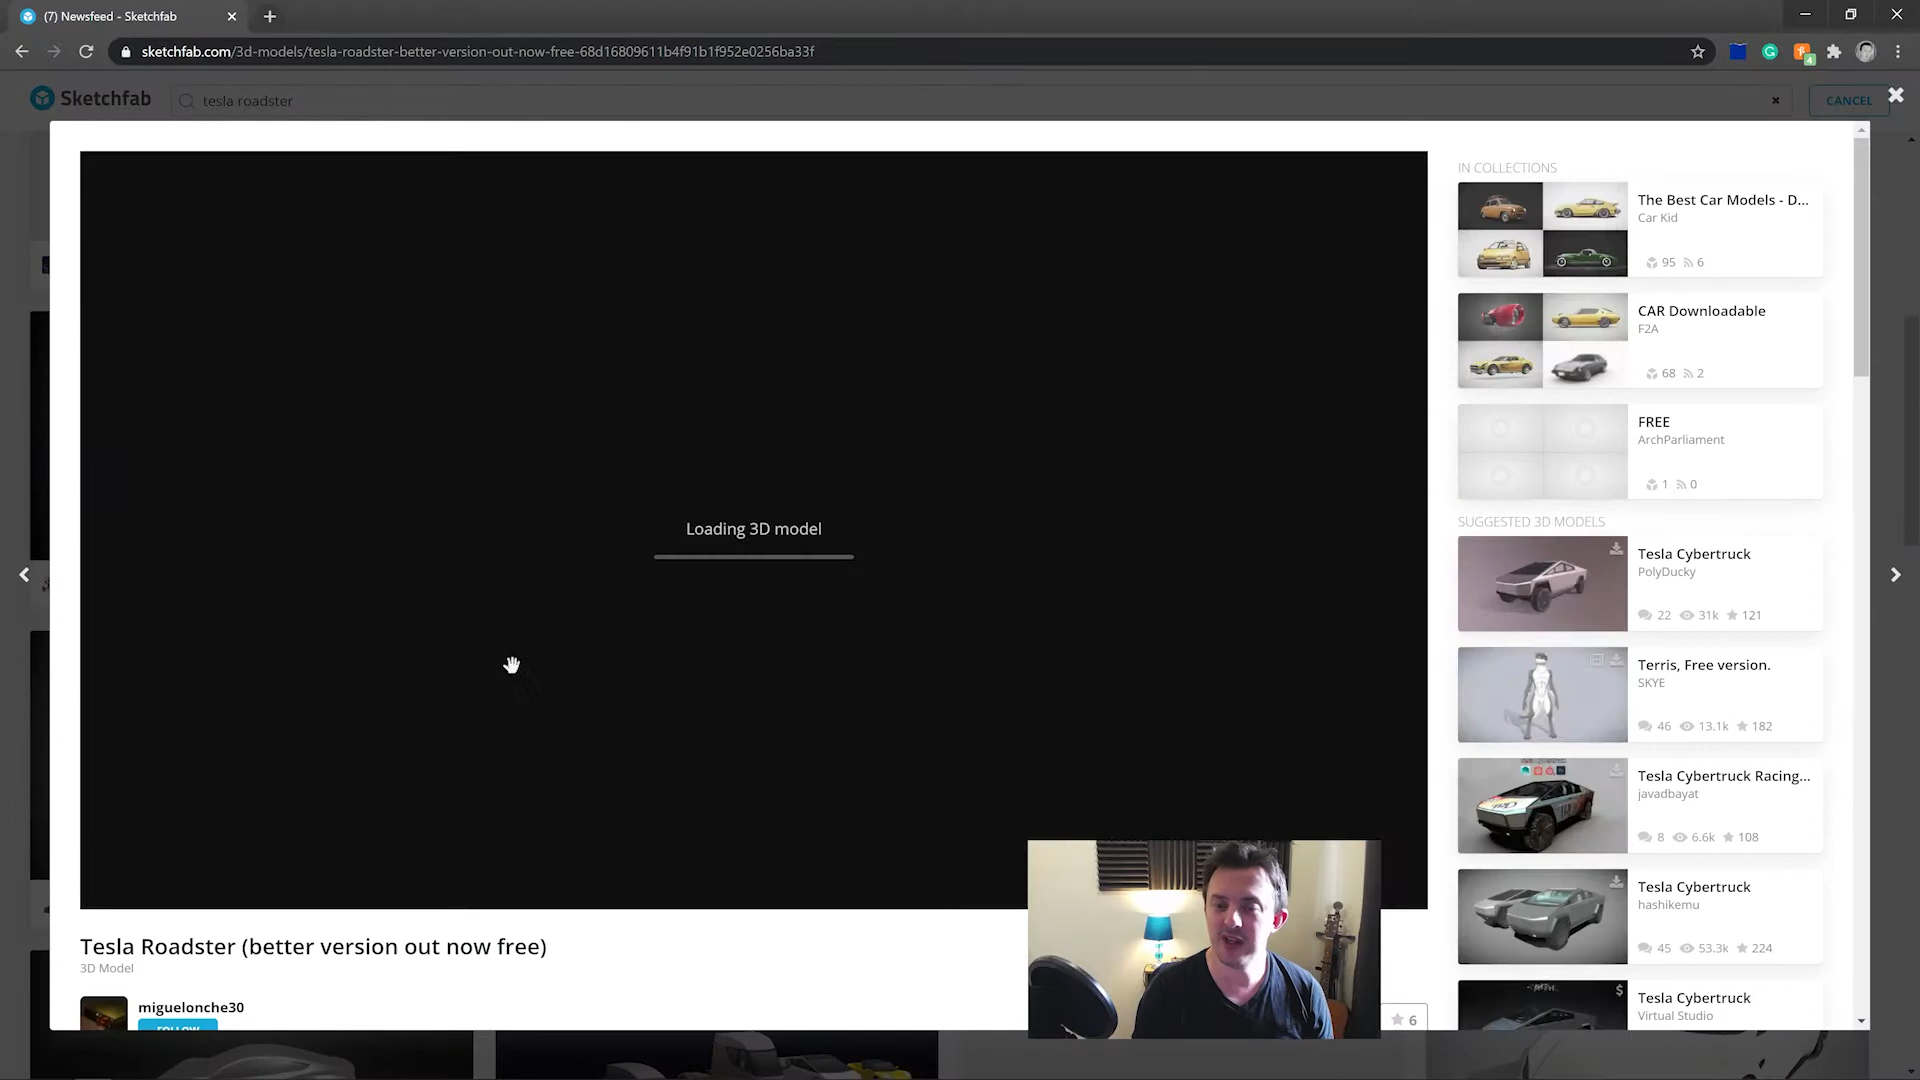 (7) Newsfeed - Sketchfab
sketchfab.com/3d-models/tesla-roadster-better-version-out-now-free-68d16809611b4f91b1f952e0256ba33f
4
Sketchfab
tesla roadster
CANCEL
Loading 3D model
Tesla Roadster (better version out now free)
3D Model
miguelonche30
FOLLOW
6
IN COLLECTIONS
The Best Car Models - D...
Car Kid
95 6
CAR Downloadable
F2A
68 2
FREE
ArchParliament
1 0
SUGGESTED 3D MODELS
Tesla Cybertruck
PolyDucky
22 31k 121
Terris, Free version.
SKYE
46 13.1k 182
Tesla Cybertruck Racing...
javadbayat
8 6.6k 108
Tesla Cybertruck
hashikemu
45 53.3k 224
$
Tesla Cybertruck
Virtual Studio